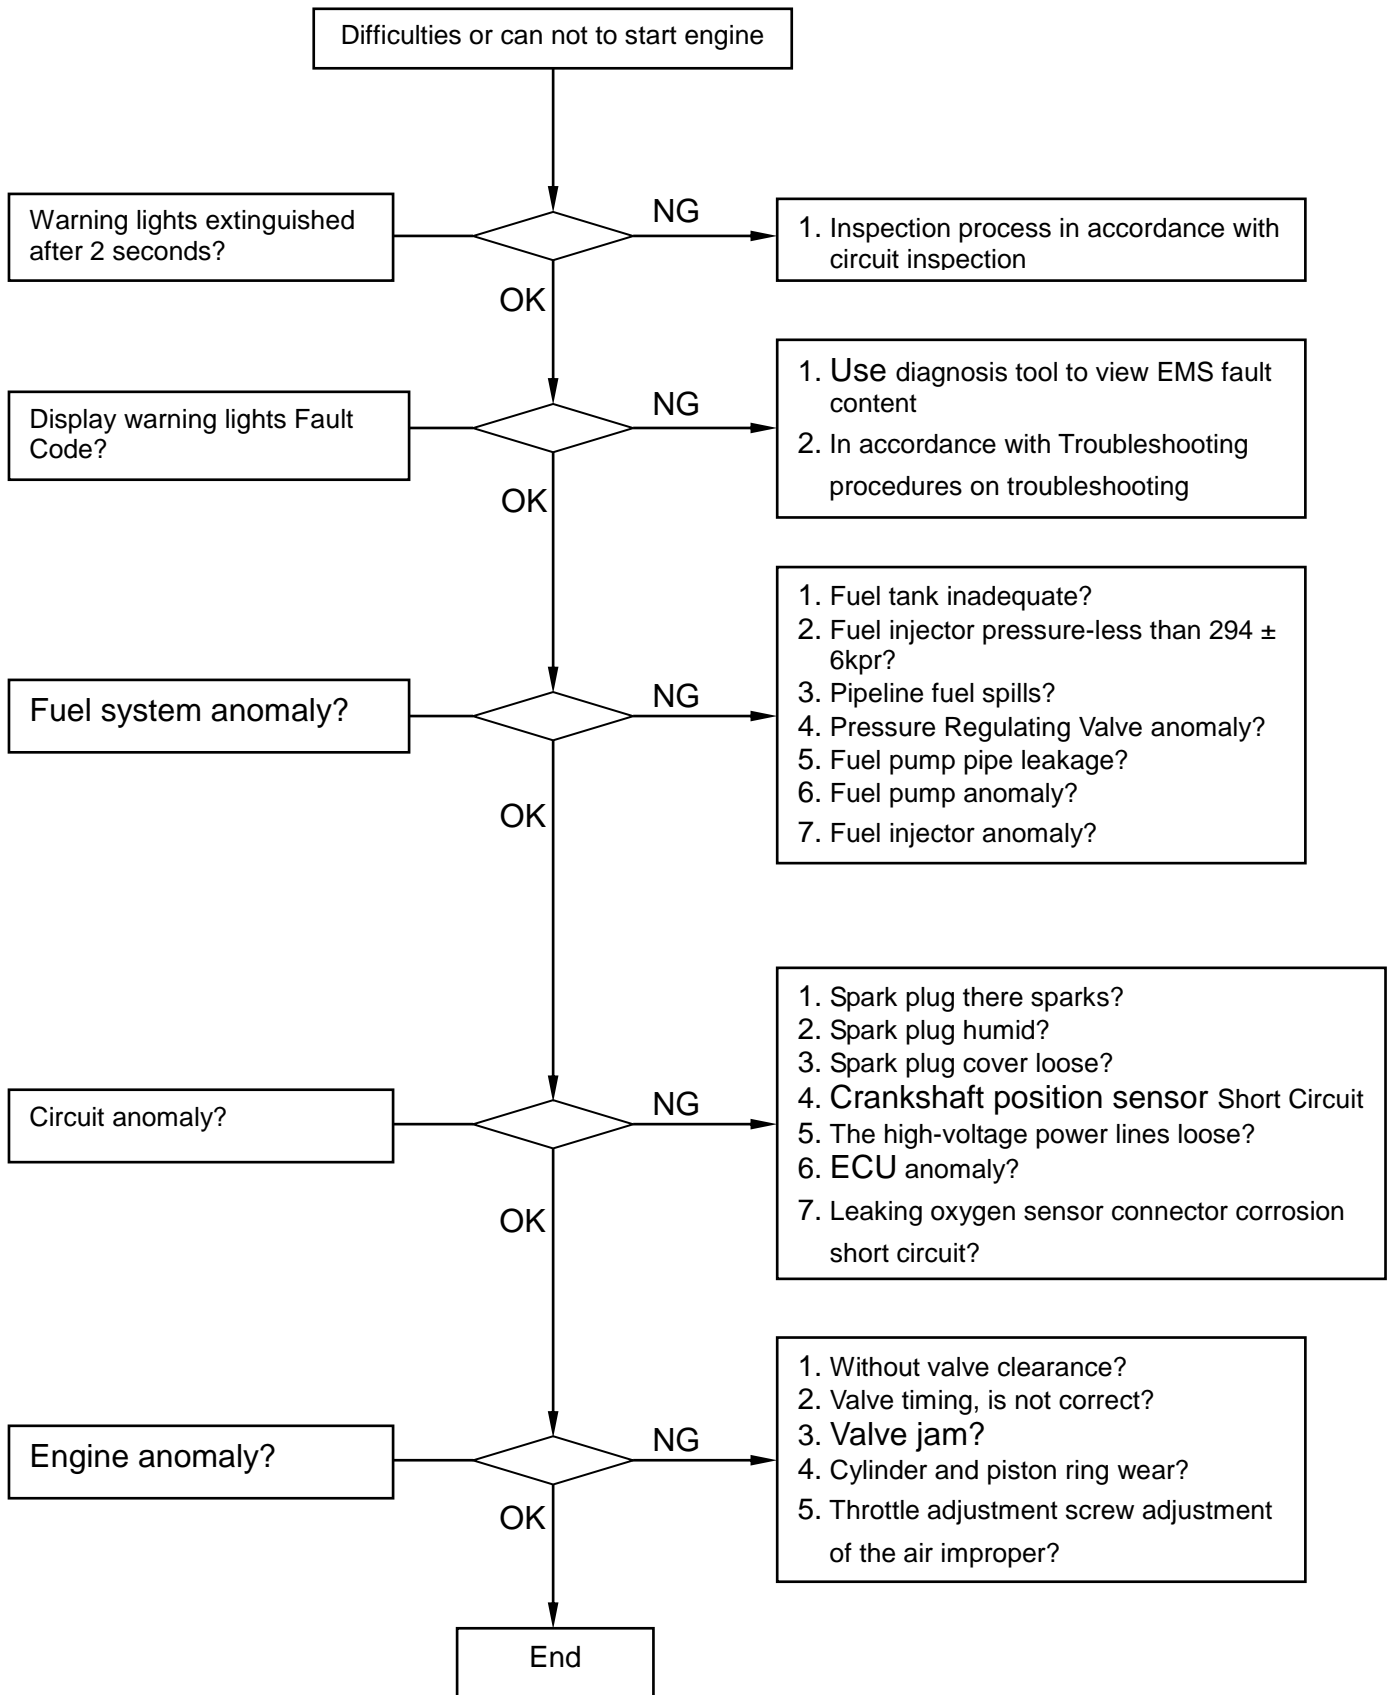 Difficulties or can not to start engine
Warning lights extinguished
after 2 seconds?
NG
1. Inspection process in accordance with
circuit inspection
OK
Display warning lights Fault
Code?
NG
1. Use diagnosis tool to view EMS fault
content
2. In accordance with Troubleshooting
procedures on troubleshooting
OK
Fuel system anomaly?
NG
1. Fuel tank inadequate?
2. Fuel injector pressure-less than 294 ±
6kpr?
3. Pipeline fuel spills?
4. Pressure Regulating Valve anomaly?
5. Fuel pump pipe leakage?
6. Fuel pump anomaly?
7. Fuel injector anomaly?
OK
Circuit anomaly?
NG
1. Spark plug there sparks?
2. Spark plug humid?
3. Spark plug cover loose?
4. Crankshaft position sensor Short Circuit
5. The high-voltage power lines loose?
6. ECU anomaly?
7. Leaking oxygen sensor connector corrosion
short circuit?
OK
Engine anomaly?
NG
1. Without valve clearance?
2. Valve timing, is not correct?
3. Valve jam?
4. Cylinder and piston ring wear?
5. Throttle adjustment screw adjustment
of the air improper?
OK
End